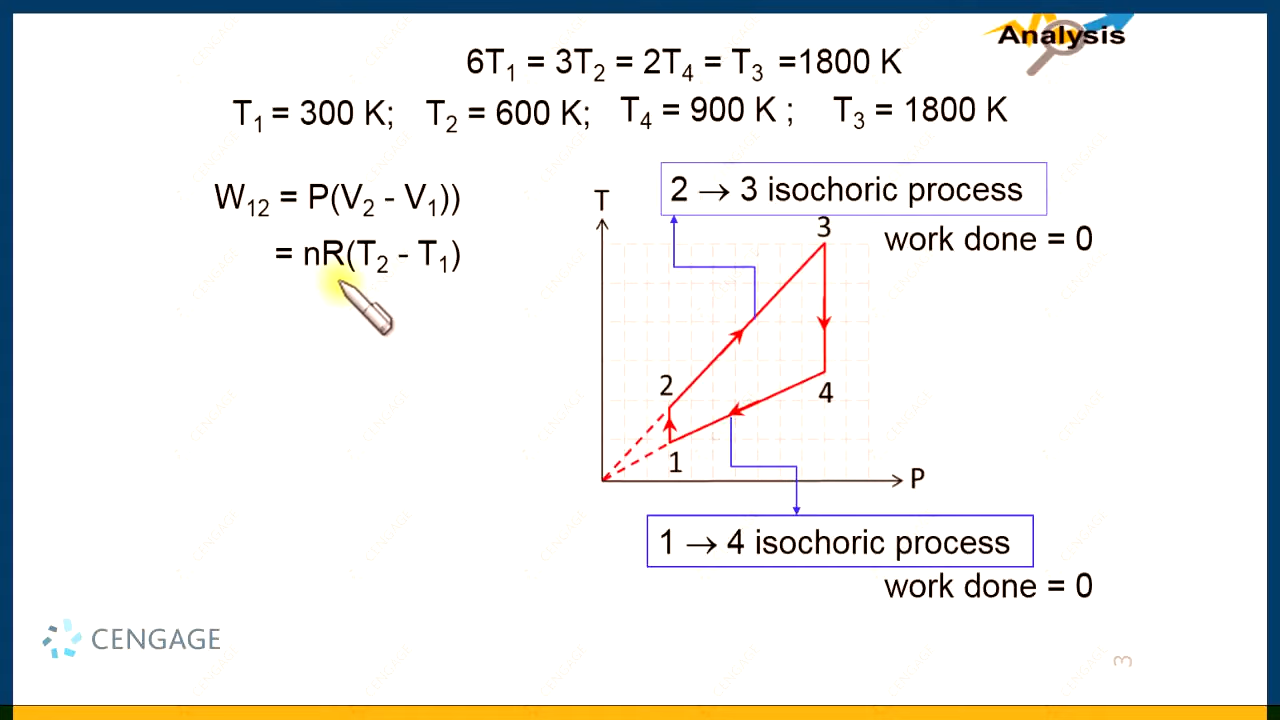 Analysis
6T₁ = 3T₂ = 2T₄ = T₃ =1800 K
T₁ = 300 K; T₂ = 600 K; T₄ = 900 K ; T₃ = 1800 K
W₁₂ = P(V₂ - V₁))
= nR(T₂ - T₁)
2 → 3 isochoric process
work done = 0
T
3
2
4
1
P
1 → 4 isochoric process
work done = 0
CENGAGE
3